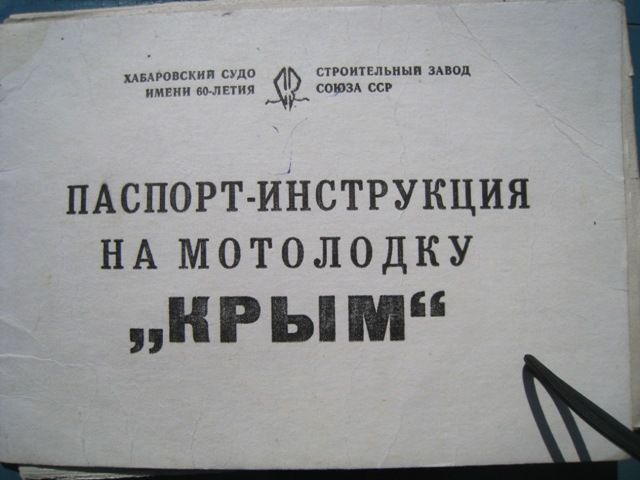 ХАБАРОВСКИЙ СУДО СТРОИТЕЛЬНЫЙ ЗАВОД
ИМЕНИ 60-ЛЕТИЯ СОЮЗА ССР
ПАСПОРТ-ИНСТРУКЦИЯ
НА МОТОЛОДКУ
„КРЫМ“